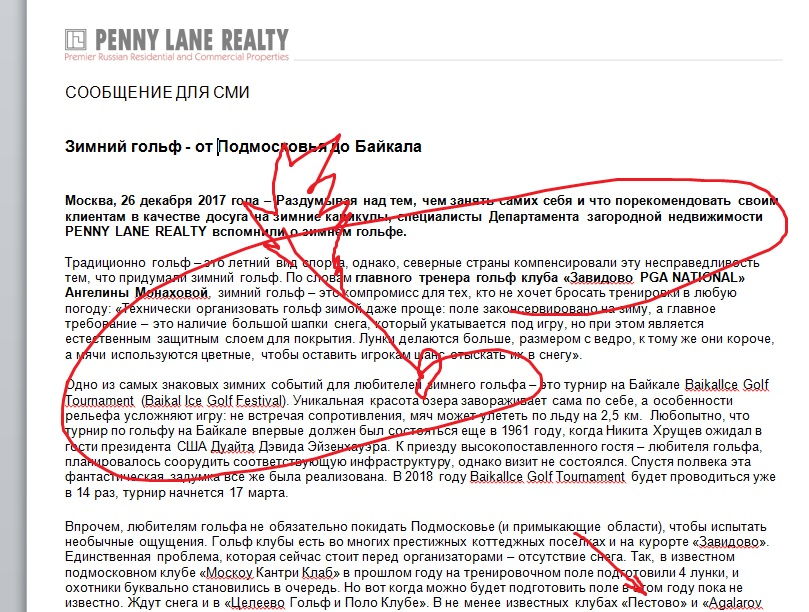 PENNY LANE REALTY
Premier Russian Residential and Commercial Properties
СООБЩЕНИЕ ДЛЯ СМИ
Зимний гольф - от Подмосковья до Байкала
Москва, 26 декабря 2017 года – Раздумывая над тем, чем занять самих себя и что порекомендовать своим
клиентам в качестве досуга на зимние каникулы, специалисты Департамента загородной недвижимости
PENNY LANE REALTY вспомнили о зимнем гольфе.
Традиционно гольф – это летний вид спорта, однако, северные страны компенсировали эту несправедливость
тем, что придумали зимний гольф. По словам главного тренера гольф клуба «Завидово PGA NATIONAL»
Ангелины Монаховой, зимний гольф – это компромисс для тех, кто не хочет бросать тренировки в любую
погоду: «Технически организовать гольф зимой даже проще: поле законсервировано на зиму, а главное
требование – это наличие большой шапки снега, который укатывается под игру, но при этом является
естественным защитным слоем для покрытия. Лунки делаются больше, размером с ведро, к тому же они короче,
а мячи используются цветные, чтобы оставить игрокам шанс отыскать их в снегу».
Одно из самых знаковых зимних событий для любителей зимнего гольфа – это турнир на Байкале BaikalIce Golf
Tournament (Baikal Ice Golf Festival). Уникальная красота озера завораживает сама по себе, а особенности
рельефа усложняют игру: не встречая сопротивления, мяч может улететь по льду на 2,5 км. Любопытно, что
турнир по гольфу на Байкале впервые должен был состояться еще в 1961 году, когда Никита Хрущев ожидал в
гости президента США Дуайта Дэвида Эйзенхауэра. К приезду высокопоставленного гостя – любителя гольфа,
планировалось соорудить соответствующую инфраструктуру, однако визит не состоялся. Спустя полвека эта
фантастическая задумка все же была реализована. В 2018 году BaikalIce Golf Tournament будет проводиться уже
в 14 раз, турнир начнется 17 марта.
Впрочем, любителям гольфа не обязательно покидать Подмосковье (и примыкающие области), чтобы испытать
необычные ощущения. Гольф клубы есть во многих престижных коттеджных поселках и на курорте «Завидово».
Единственная проблема, которая сейчас стоит перед организаторами – отсутствие снега. Так, в известном
подмосковном клубе «Москоу Кантри Клаб» в прошлом году на тренировочном поле подготовили 4 лунки, и
охотники буквально становились в очередь. Но вот когда можно будет подготовить поле в этом году пока не
известно. Ждут снега и в «Целеево Гольф и Поло Клубе». В не менее известных клубах «Пестово» и «Agalarov